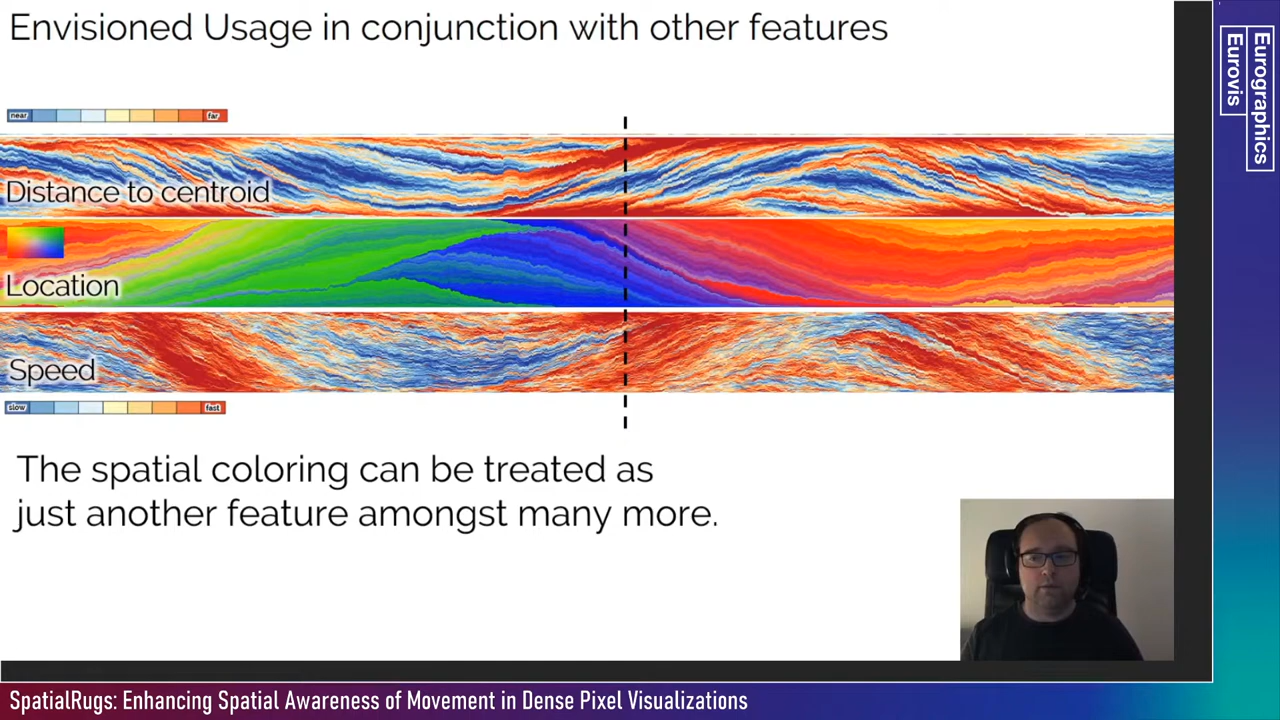 Envisioned Usage in conjunction with other features
near
far
Distance to centroid
Location
Speed
slow
fast
The spatial coloring can be treated as
just another feature amongst many more.
Eurographics
Eurovis
SpatialRugs: Enhancing Spatial Awareness of Movement in Dense Pixel Visualizations